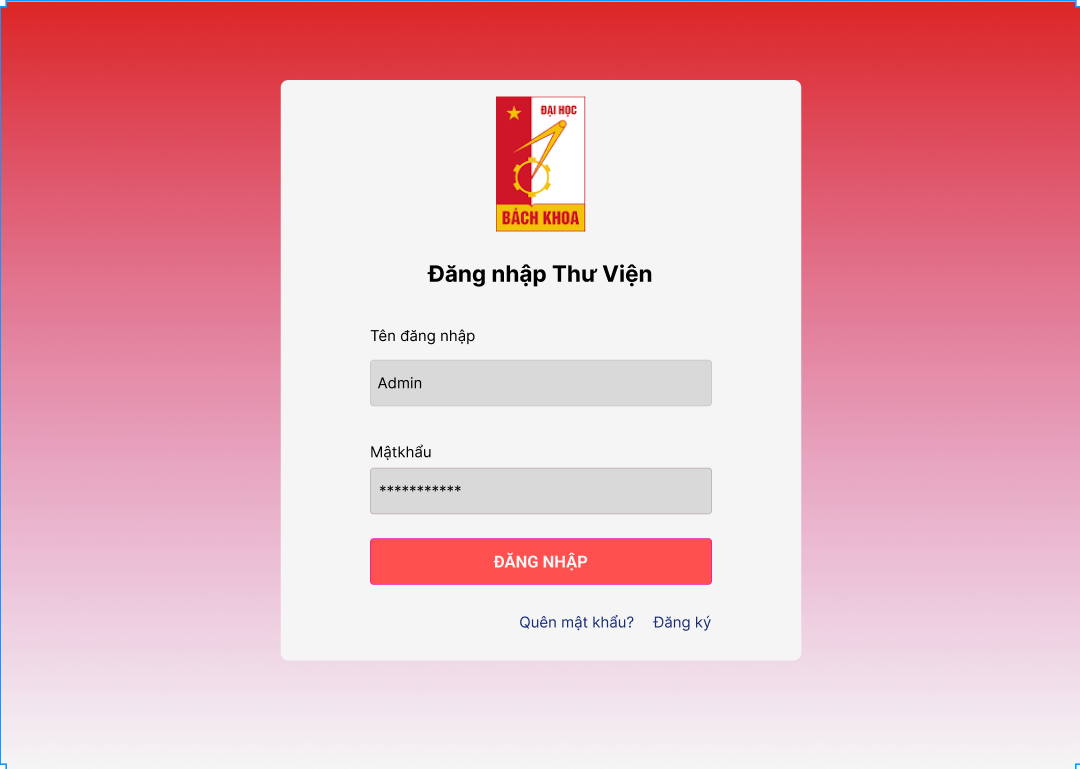 ĐẠI HỌC
BÁCH KHOA
Đăng nhập Thư Viện
Tên đăng nhập
Admin
Mậtkhẩu
***********
ĐĂNG NHẬP
Quên mật khẩu? Đăng ký